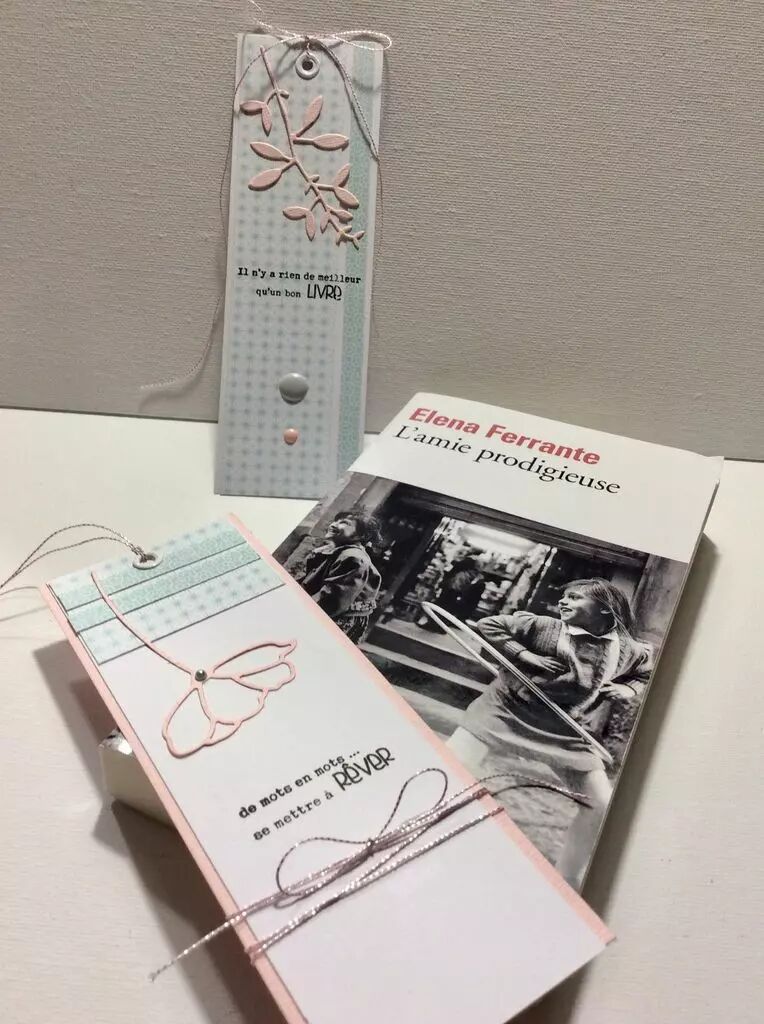 Il n'y a rien de meilleur
qu'un bon LIVRe
Elena Ferrante
L'amie prodigieuse
de mots en mots...
se mettre à RÊVER